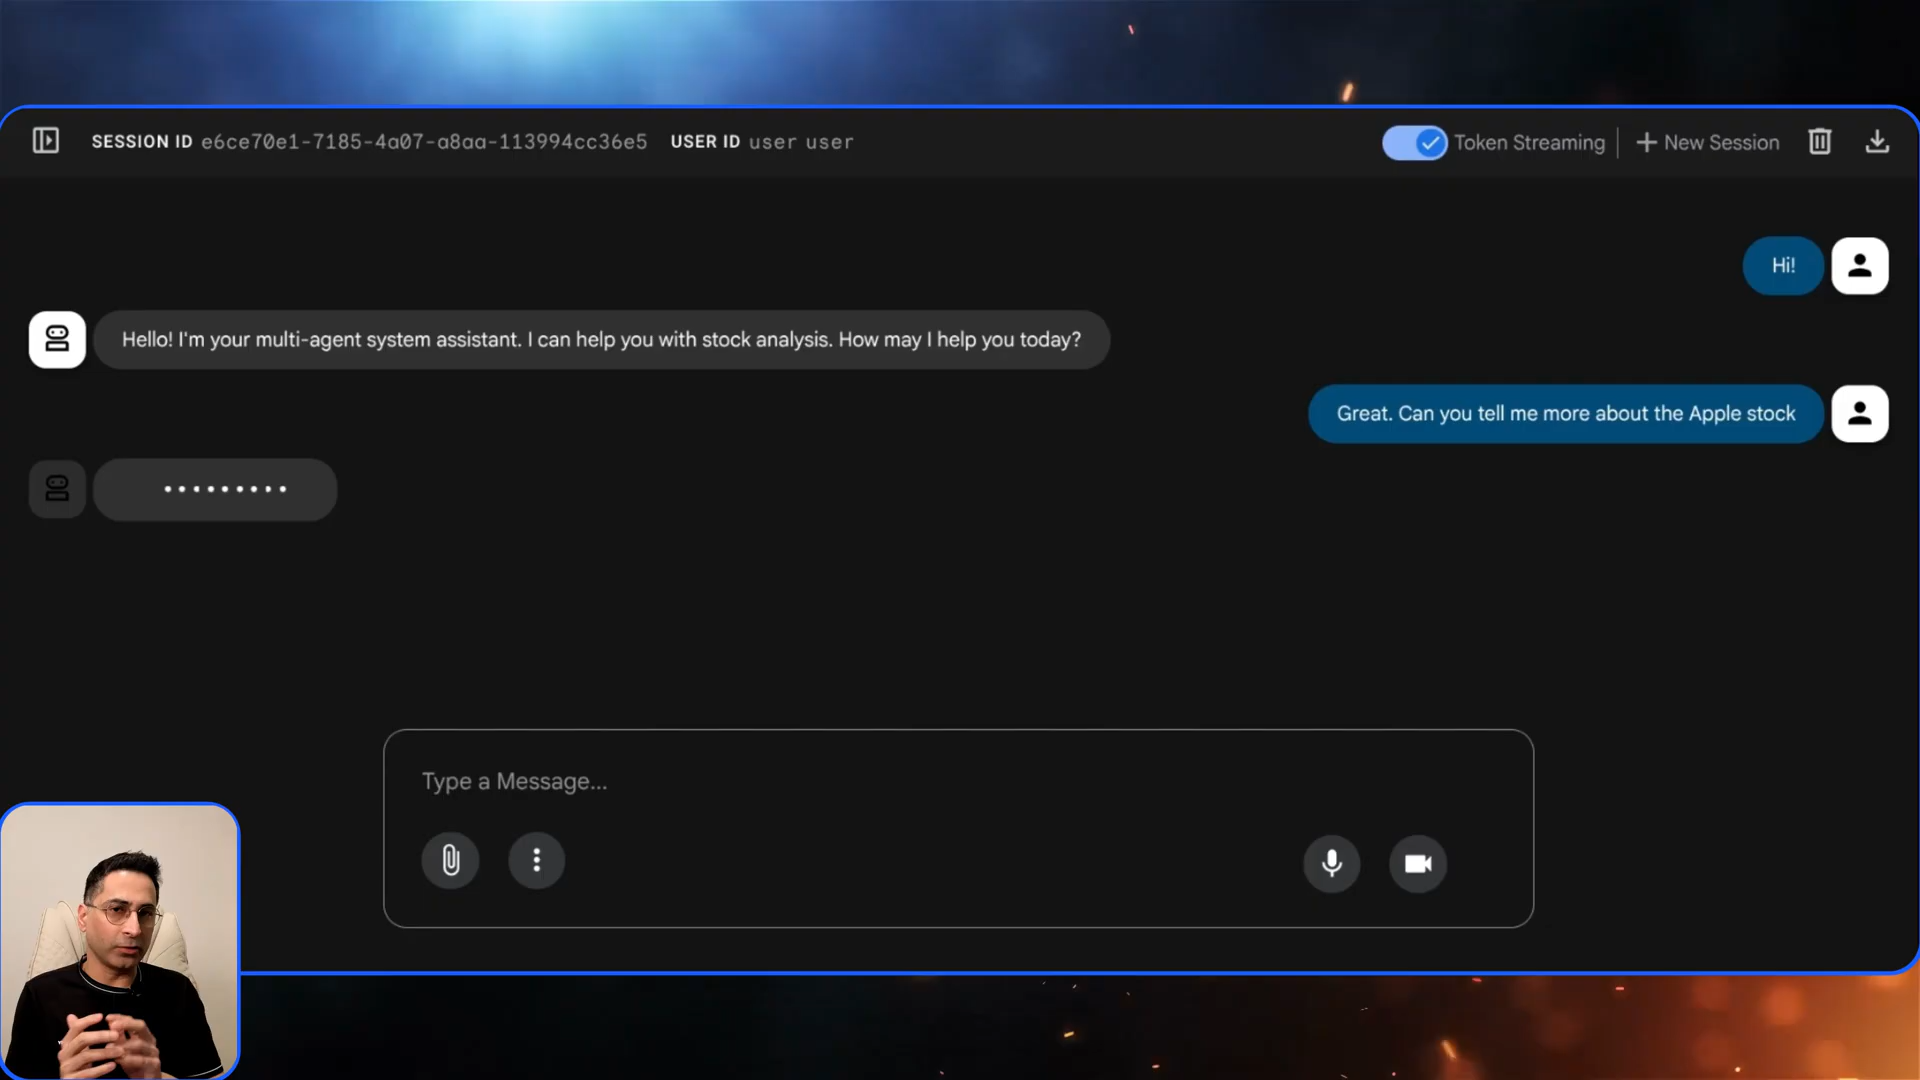 SESSION ID e6ce70e1-7185-4a07-a8aa-113994cc36e5 USER ID user user Token Streaming New Session
Hi!
Hello! I'm your multi-agent system assistant. I can help you with stock analysis. How may I help you today?
Great. Can you tell me more about the Apple stock
Type a Message...